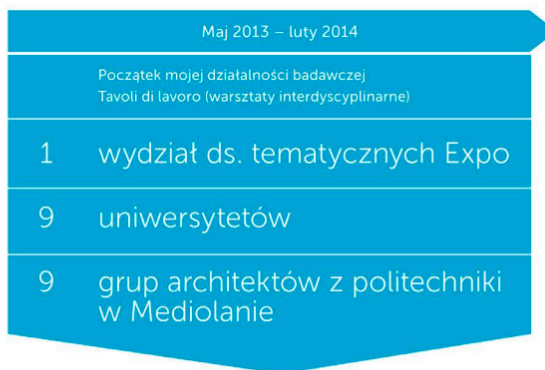 Maj 2013 – luty 2014
Początek mojej działalności badawczej
Tavoli di lavoro (warsztaty interdyscyplinarne)
1 wydział ds. tematycznych Expo
9 uniwersytetów
9 grup architektów z politechniki
w Mediolanie